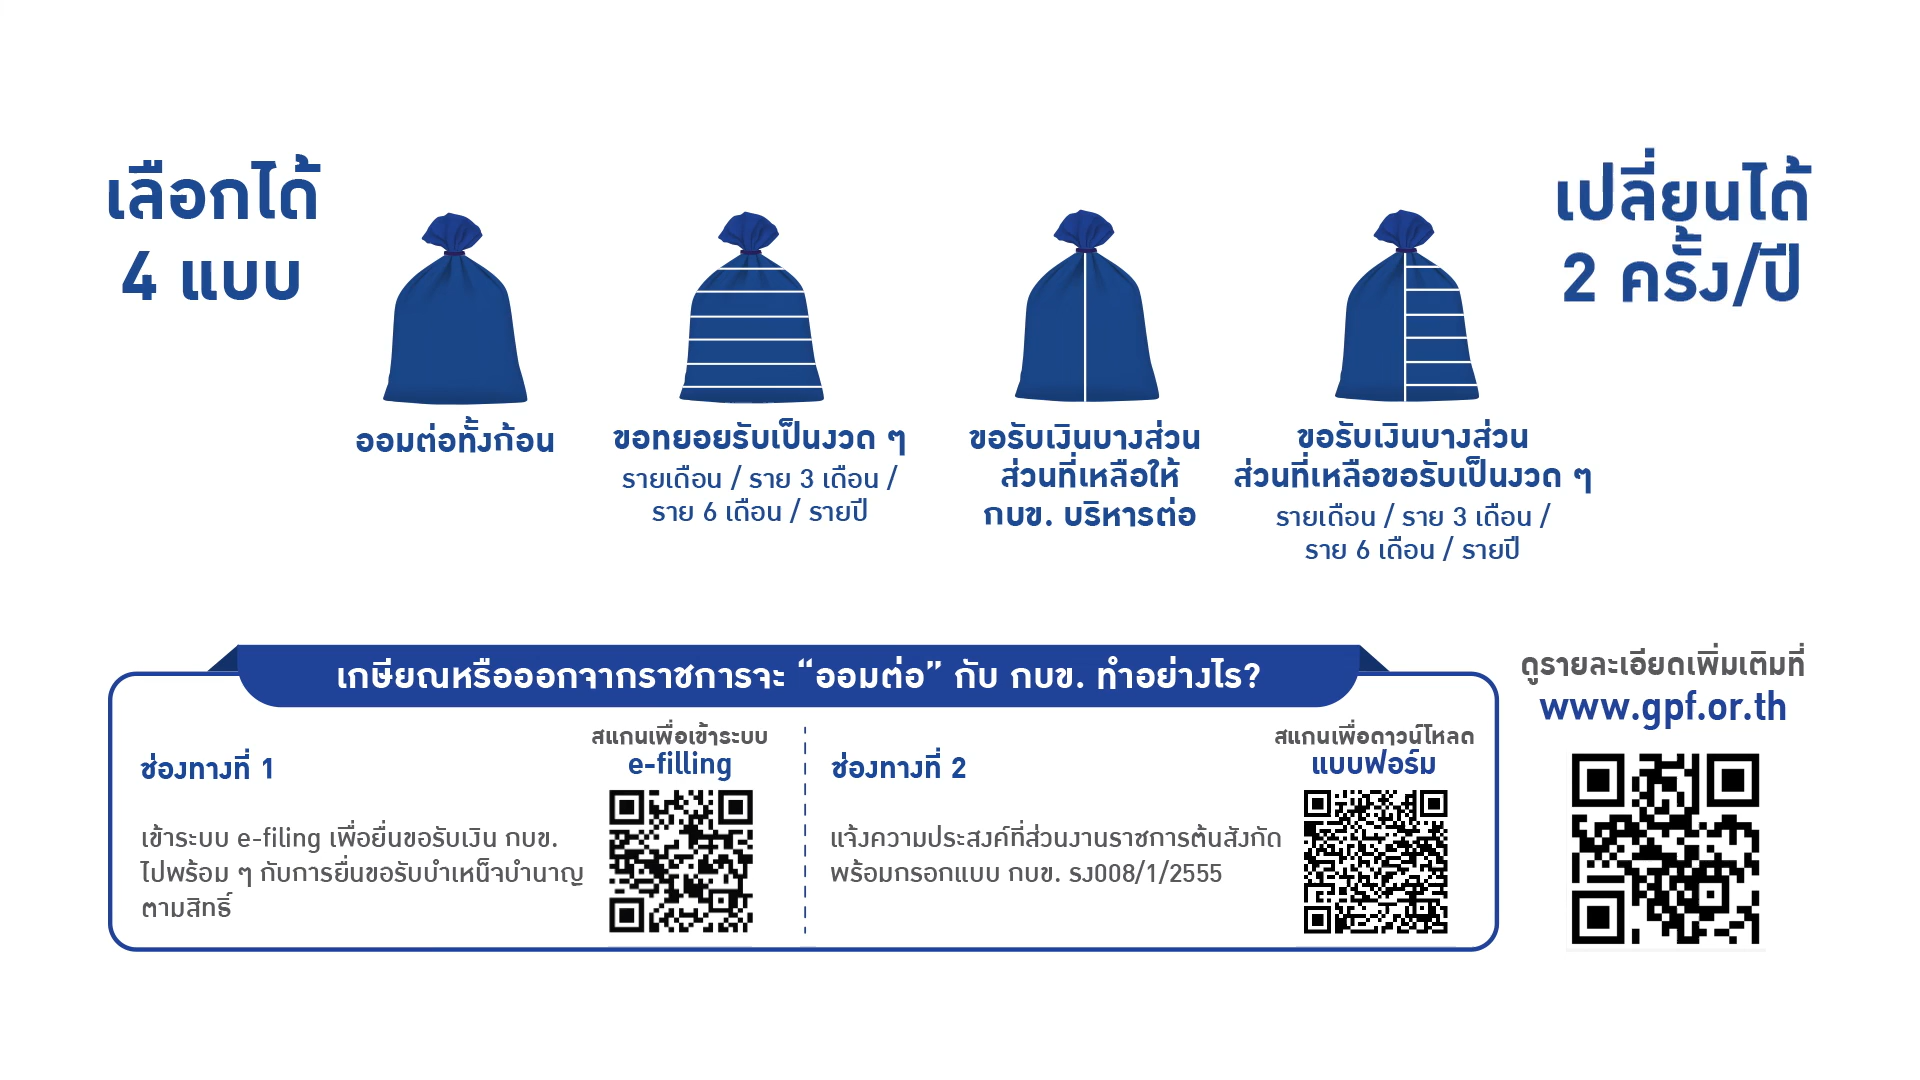 เลือกได้
4 แบบ
เปลี่ยนได้
2 ครั้ง/ปี
ออมต่อทั้งก้อน
ขอทยอยรับเป็นงวด ๆ
รายเดือน / ราย 3 เดือน /
ราย 6 เดือน / รายปี
ขอรับเงินบางส่วน
ส่วนที่เหลือให้
กบข. บริหารต่อ
ขอรับเงินบางส่วน
ส่วนที่เหลือขอรับเป็นงวด ๆ
รายเดือน / ราย 3 เดือน /
ราย 6 เดือน / รายปี
เกษียณหรือออกจากราชการจะ “ออมต่อ” กับ กบข. ทำอย่างไร?
ช่องทางที่ 1
สแกนเพื่อเข้าระบบ
e-filling
เข้าระบบ e-filing เพื่อยื่นขอรับเงิน กบข.
ไปพร้อม ๆ กับการยื่นขอรับบำเหน็จบำนาญ
ตามสิทธิ์
ช่องทางที่ 2
สแกนเพื่อดาวน์โหลด
แบบฟอร์ม
แจ้งความประสงค์ที่ส่วนงานราชการต้นสังกัด
พร้อมกรอกแบบ กบข. รง008/1/2555
ดูรายละเอียดเพิ่มเติมที่
www.gpf.or.th